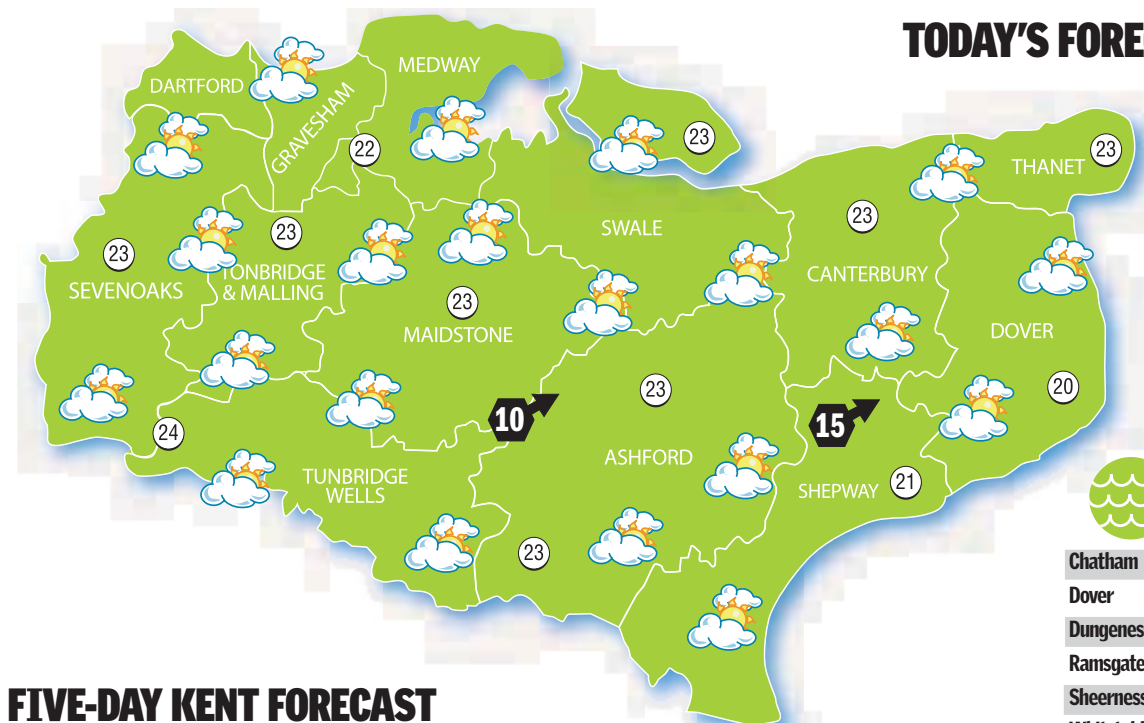 TODAY'S FORE
MEDWAY
DARTFORD
GRAVESHAM
22
23
THANET
23
23
SWALE
23
23
SEVENOAKS
TONBRIDGE
& MALLING
CANTERBURY
23
MAIDSTONE
DOVER
23
20
10
15
24
ASHFORD
TUNBRIDGE
WELLS
SHEPWAY
21
23
Chatham
Dover
Dungenes
Ramsgate
Sheerness
FIVE-DAY KENT FORECAST